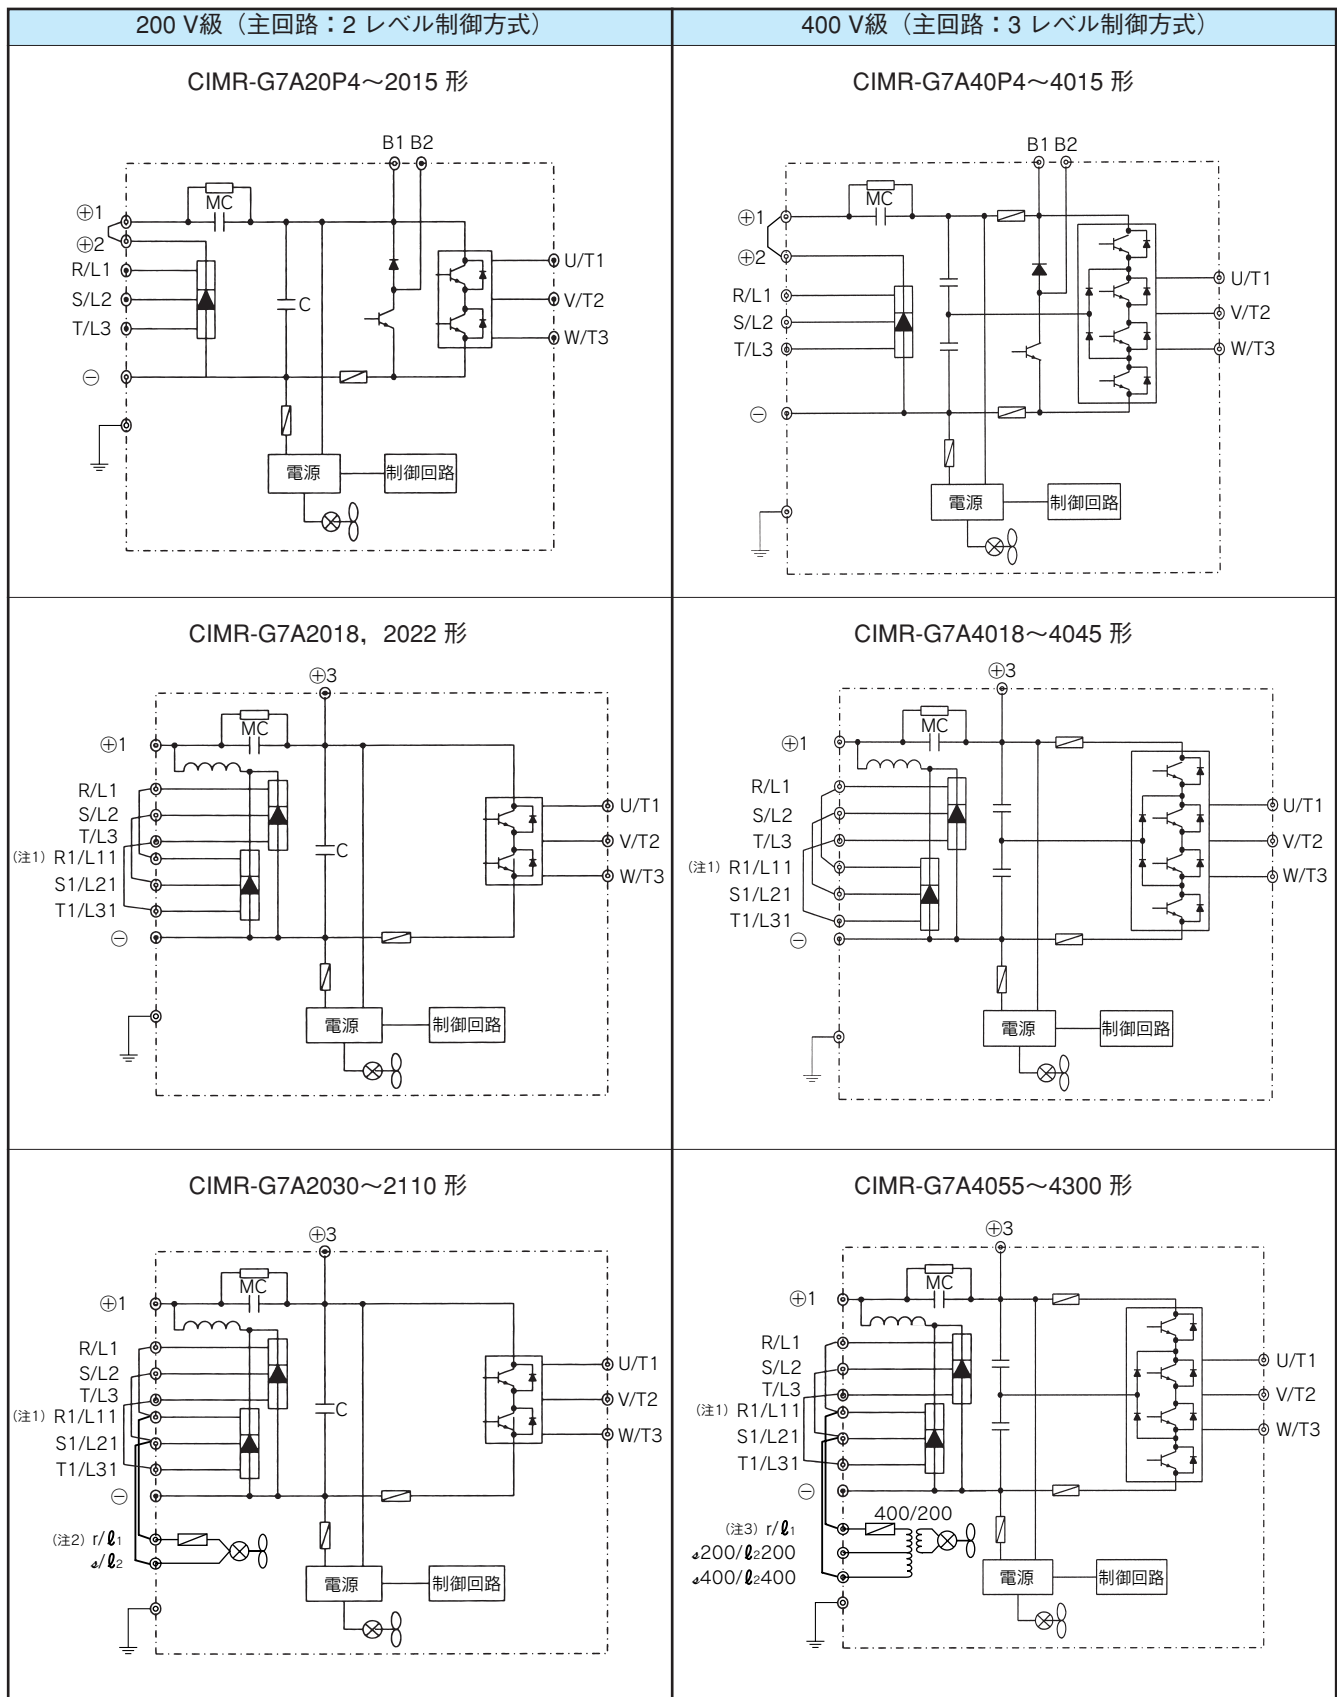 200 V級（主回路：2 レベル制御方式）
400 V級（主回路：3 レベル制御方式）
CIMR-G7A20P4～2015 形
B1 B2
MC
⊕1
⊕2
R/L1
S/L2
T/L3
⊖
C
U/T1
V/T2
W/T3
電源
制御回路
CIMR-G7A40P4～4015 形
B1 B2
MC
⊕1
⊕2
R/L1
S/L2
T/L3
⊖
U/T1
V/T2
W/T3
電源
制御回路
CIMR-G7A2018，2022 形
⊕3
MC
⊕1
R/L1
S/L2
T/L3
(注1) R1/L11
S1/L21
T1/L31
⊖
C
U/T1
V/T2
W/T3
電源
制御回路
CIMR-G7A4018～4045 形
⊕3
MC
⊕1
R/L1
S/L2
T/L3
(注1) R1/L11
S1/L21
T1/L31
⊖
U/T1
V/T2
W/T3
電源
制御回路
CIMR-G7A2030～2110 形
⊕3
MC
⊕1
R/L1
S/L2
T/L3
(注1) R1/L11
S1/L21
T1/L31
⊖
(注2) r/ℓ1
s/ℓ2
C
U/T1
V/T2
W/T3
電源
制御回路
CIMR-G7A4055～4300 形
⊕3
MC
⊕1
R/L1
S/L2
T/L3
(注1) R1/L11
S1/L21
T1/L31
⊖
400/200
(注3) r/ℓ1
s200/ℓ2200
s400/ℓ2400
U/T1
V/T2
W/T3
電源
制御回路